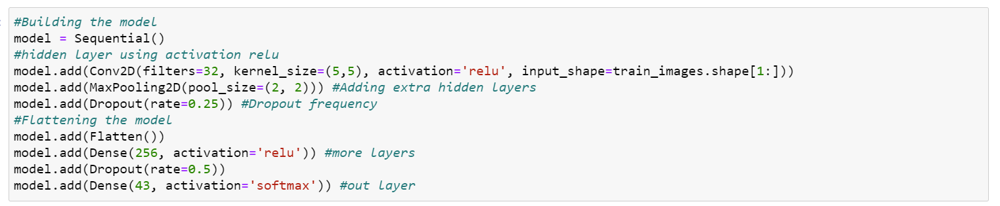 #Building the model
model = Sequential()
#hidden layer using activation relu
model.add(Conv2D(filters=32, kernel_size=(5,5), activation='relu', input_shape=train_images.shape[1:]))
model.add(MaxPooling2D(pool_size=(2, 2))) #Adding extra hidden layers
model.add(Dropout(rate=0.25)) #Dropout frequency
#Flattening the model
model.add(Flatten())
model.add(Dense(256, activation='relu')) #more layers
model.add(Dropout(rate=0.5))
model.add(Dense(43, activation='softmax')) #out layer